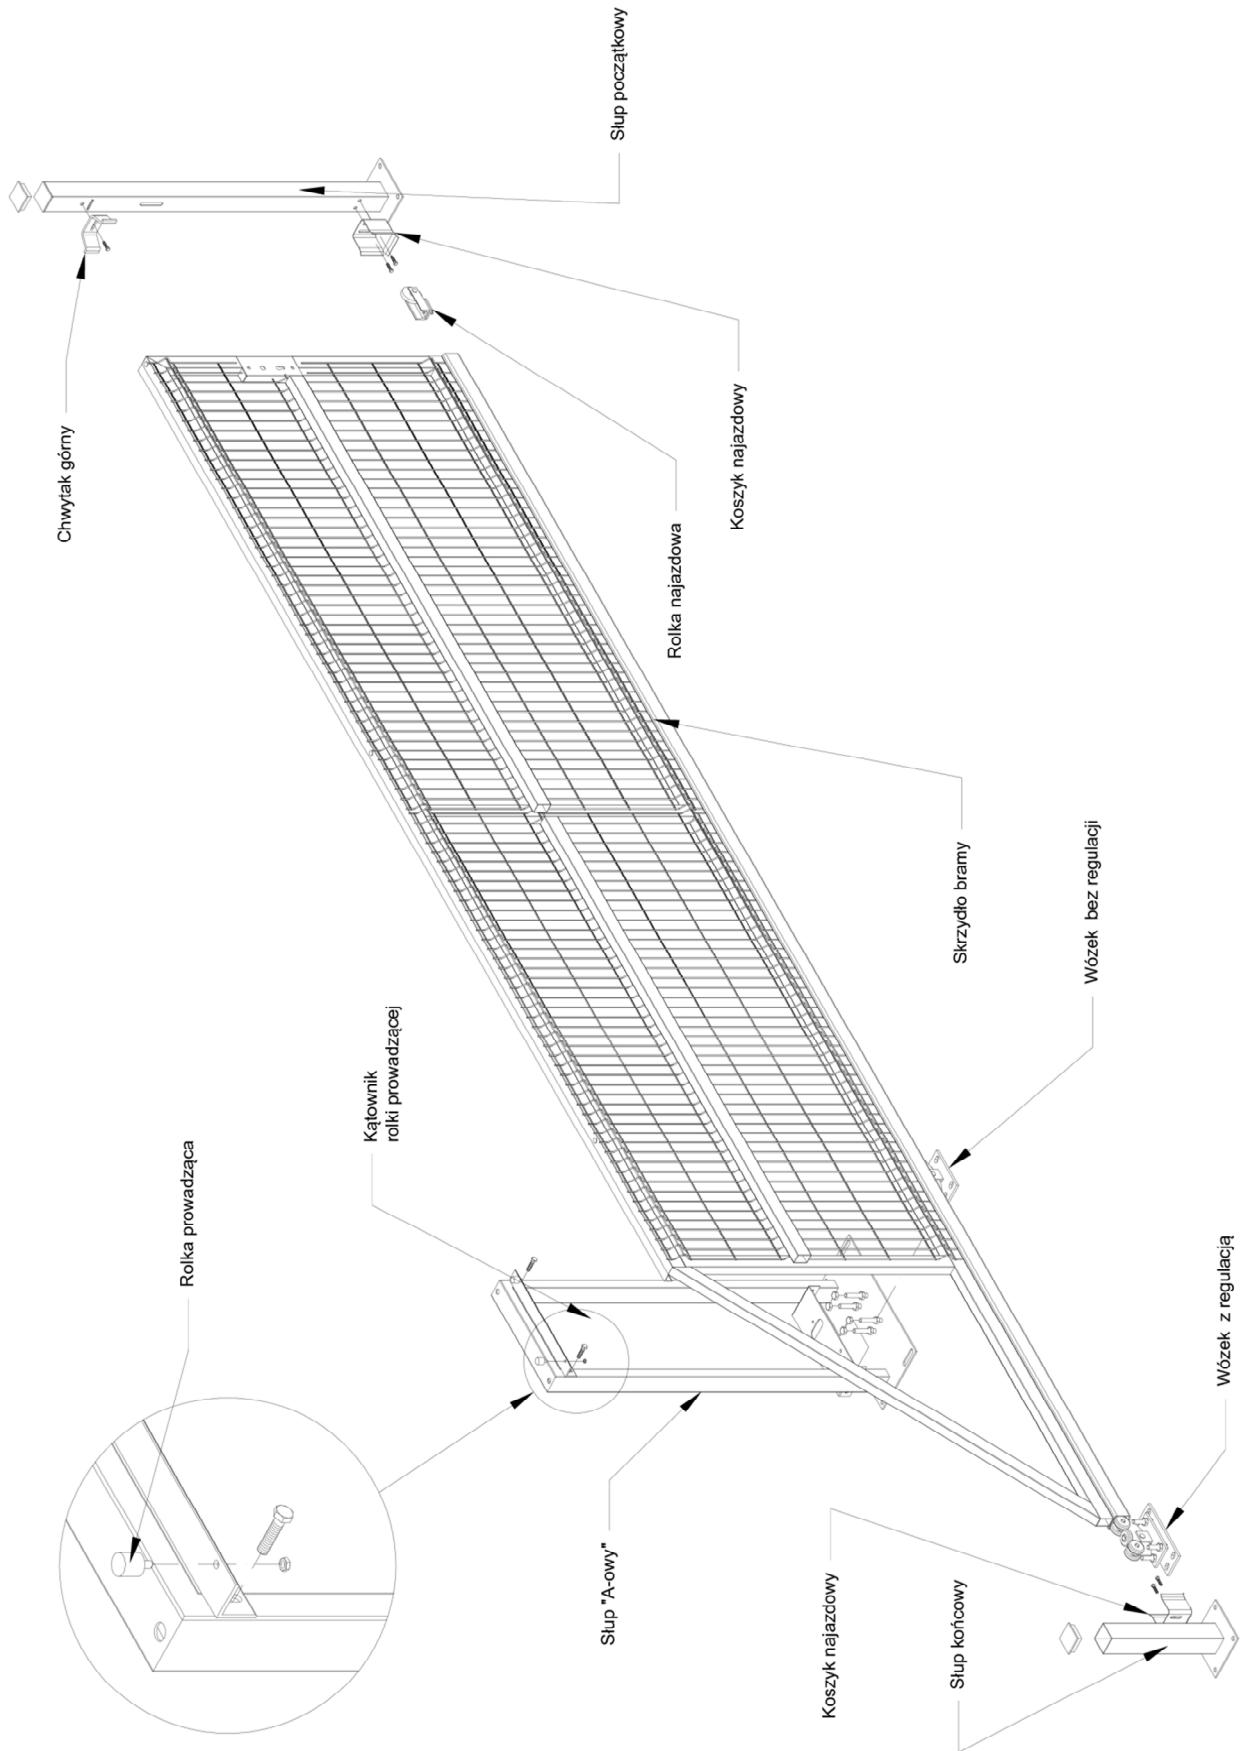 Słup początkowy
Chwytak górny
Koszyk najazdowy
Rolka najazdowa
Skrzydło bramy
Wózek bez regulacji
Kątownik
rolki prowadzącej
Rolka prowadząca
Wózek z regulacją
Słup "A-owy"
Koszyk najazdowy
Słup końcowy